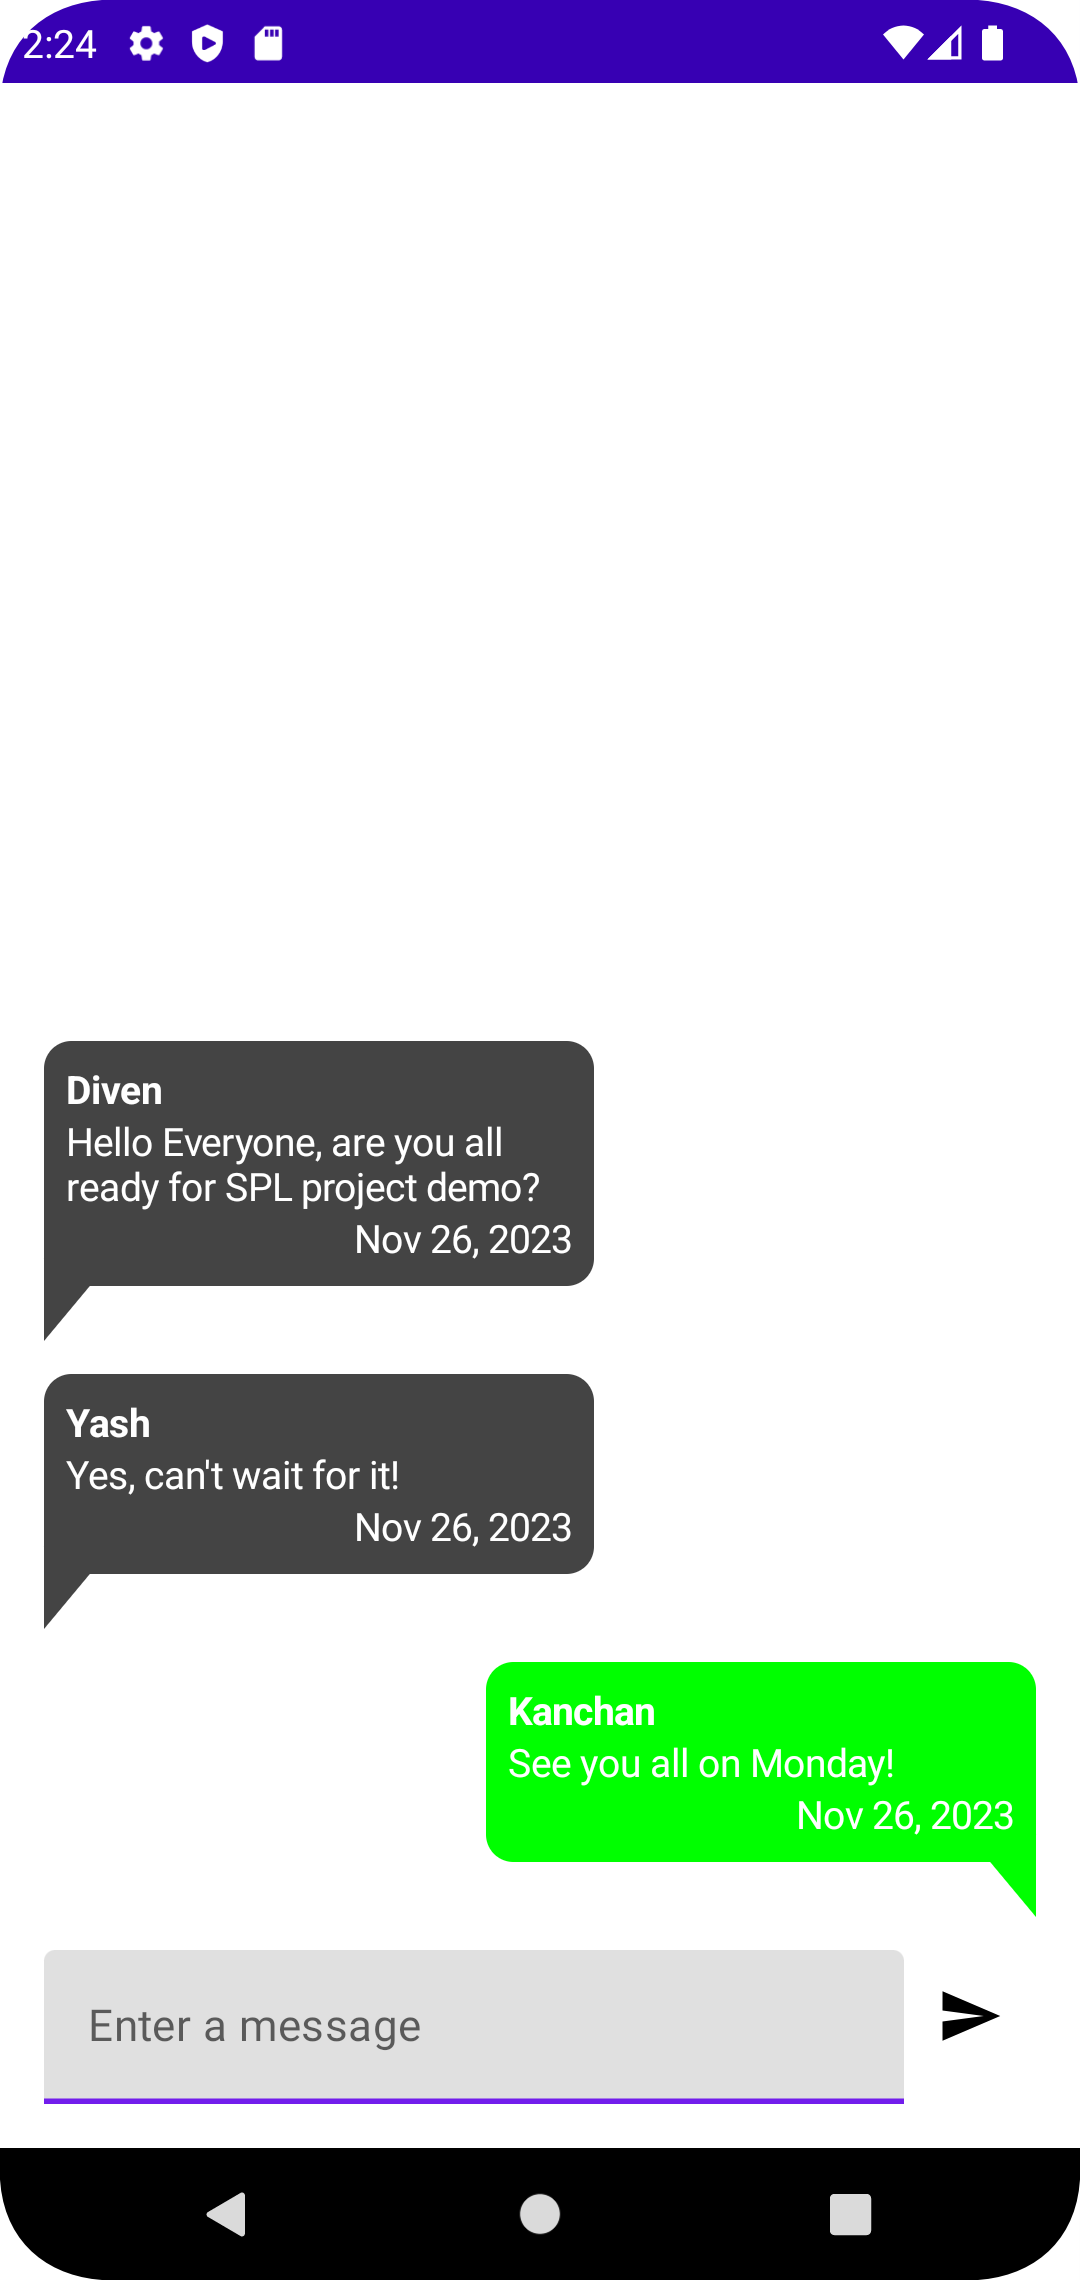 2:24
Diven
Hello Everyone, are you all
ready for SPL project demo?
Nov 26, 2023
Yash
Yes, can't wait for it!
Nov 26, 2023
Kanchan
See you all on Monday!
Nov 26, 2023
Enter a message